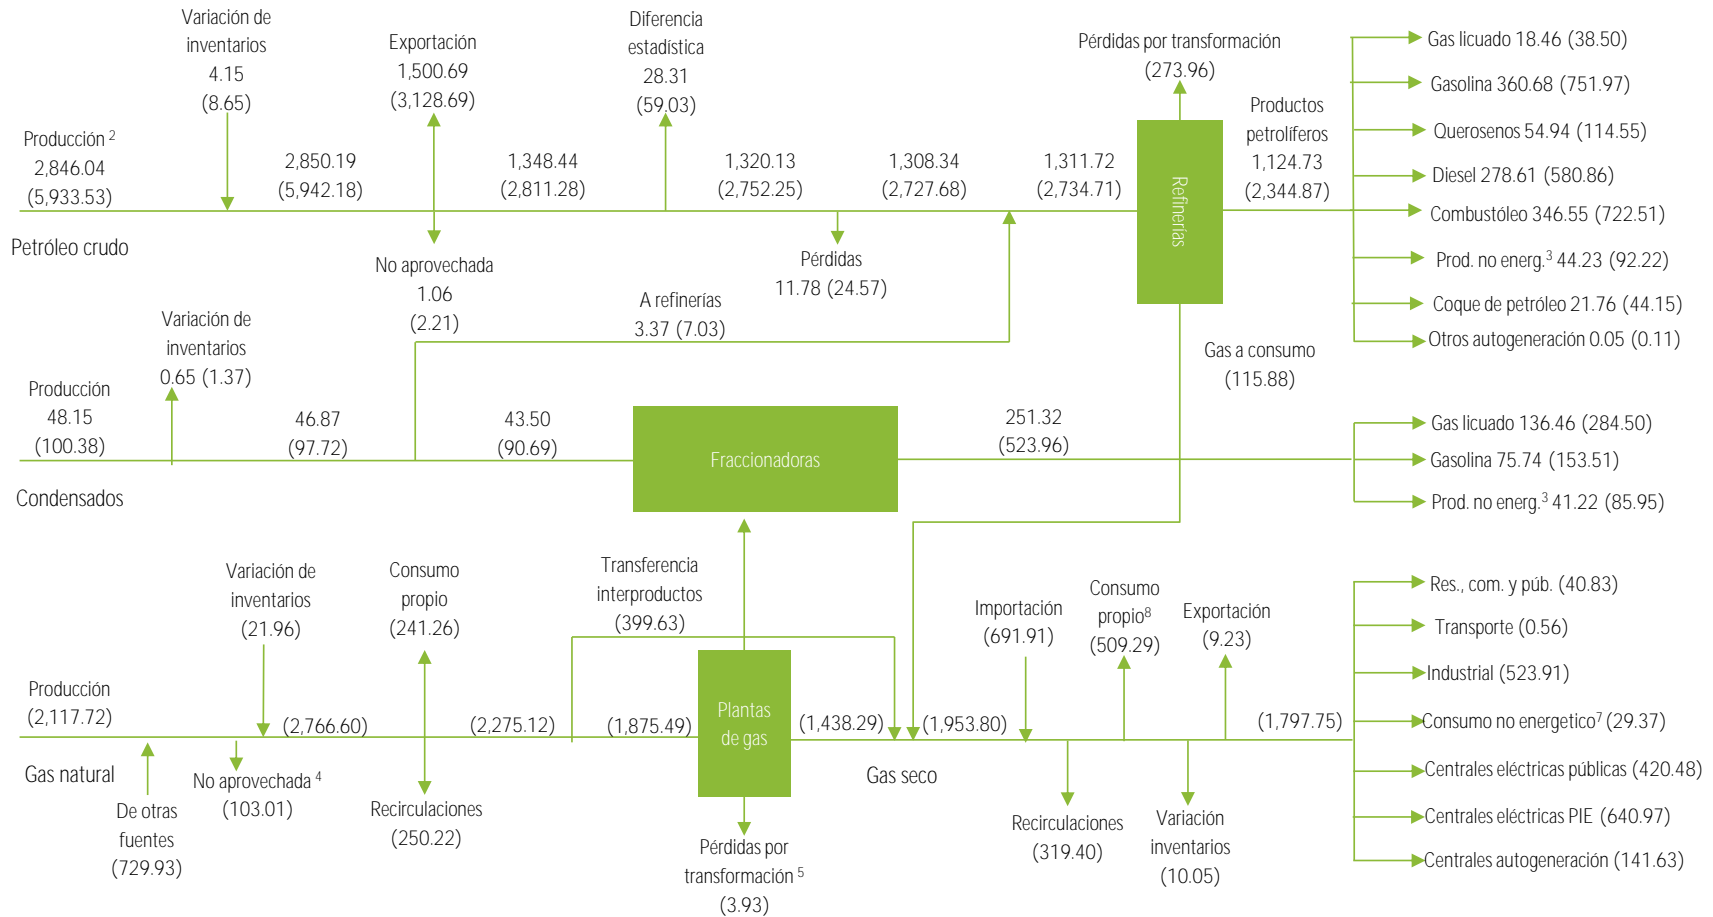 Variación de
inventarios
4.15
(8.65)
Exportación
1,500.69
(3,128.69)
Diferencia
estadística
28.31
(59.03)
Pérdidas por transformación
(273.96)
Producción 2
2,846.04
(5,933.53)
2,850.19
(5,942.18)
1,348.44
(2,811.28)
1,320.13
(2,752.25)
1,308.34
(2,727.68)
1,311.72
(2,734.71)
Refinerías
Productos
petrolíferos
1,124.73
(2,344.87)
Gas licuado 18.46 (38.50)
Gasolina 360.68 (751.97)
Querosenos 54.94 (114.55)
Diesel 278.61 (580.86)
Combustóleo 346.55 (722.51)
Prod. no energ.3 44.23 (92.22)
Coque de petróleo 21.76 (44.15)
Otros autogeneración 0.05 (0.11)
Petróleo crudo
No aprovechada
1.06
(2.21)
Pérdidas
11.78 (24.57)
A refinerías
3.37 (7.03)
Gas a consumo
(115.88)
Variación de
inventarios
0.65 (1.37)
Producción
48.15
(100.38)
46.87
(97.72)
43.50
(90.69)
Fraccionadoras
251.32
(523.96)
Gas licuado 136.46 (284.50)
Gasolina 75.74 (153.51)
Prod. no energ.3 41.22 (85.95)
Condensados
Variación de
inventarios
(21.96)
Consumo
propio
(241.26)
Transferencia
interproductos
(399.63)
Importación
(691.91)
Consumo
propio8
(509.29)
Exportación
(9.23)
Producción
(2,117.72)
(2,766.60)
(2,275.12)
(1,875.49)
Plantas
de gas
(1,438.29)
(1,953.80)
(1,797.75)
Res., com. y púb. (40.83)
Transporte (0.56)
Industrial (523.91)
Consumo no energetico7 (29.37)
Centrales eléctricas públicas (420.48)
Centrales eléctricas PIE (640.97)
Centrales autogeneración (141.63)
Gas natural
De otras
fuentes
(729.93)
No aprovechada 4
(103.01)
Recirculaciones
(250.22)
Pérdidas por
transformación 5
(3.93)
Gas seco
Recirculaciones
(319.40)
Variación
inventarios
(10.05)